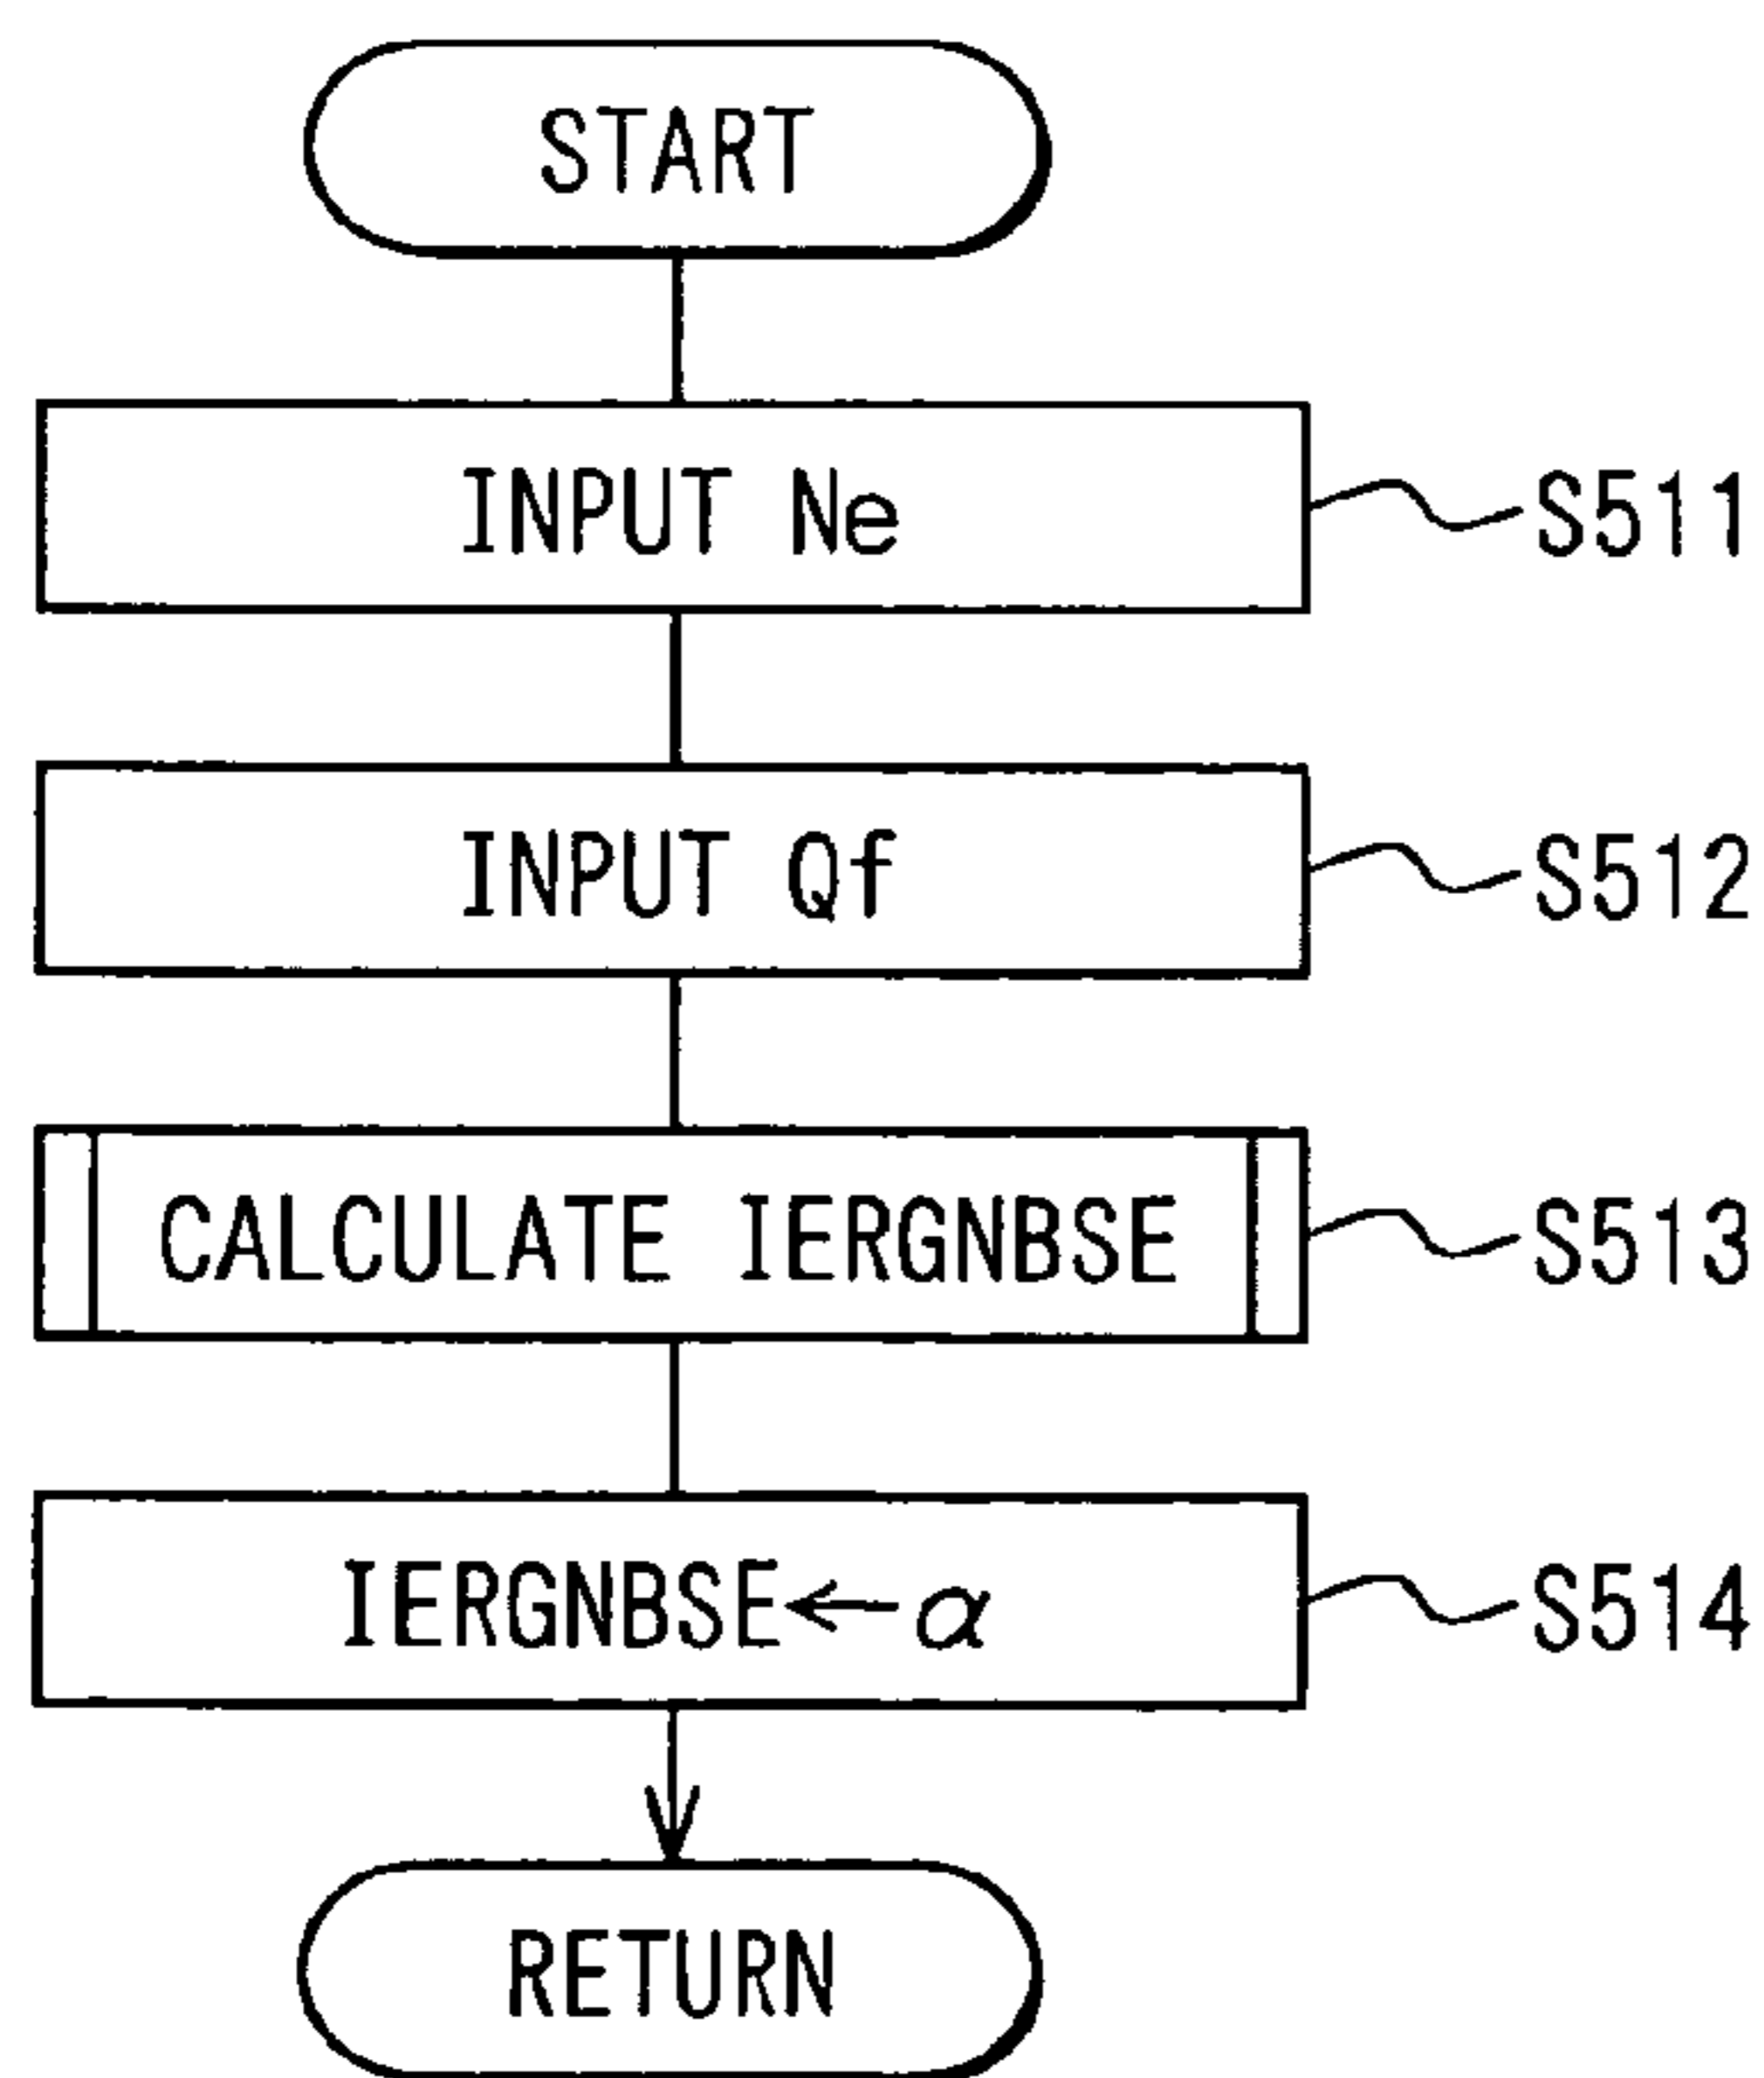 START
INPUT Ne
S511
INPUT Qf
S512
CALCULATE IERGNBSE
S513
IERGNBSE←α
S514
RETURN